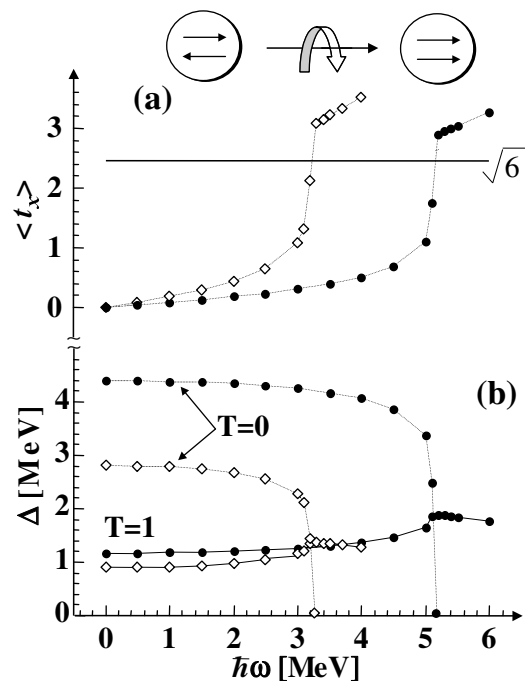 (a)
3
2
1
0
<t_x>
√6
(b)
4
3
2
1
0
Δ [MeV]
T=0
T=1
0 1 2 3 4 5 6
ℏω [MeV]